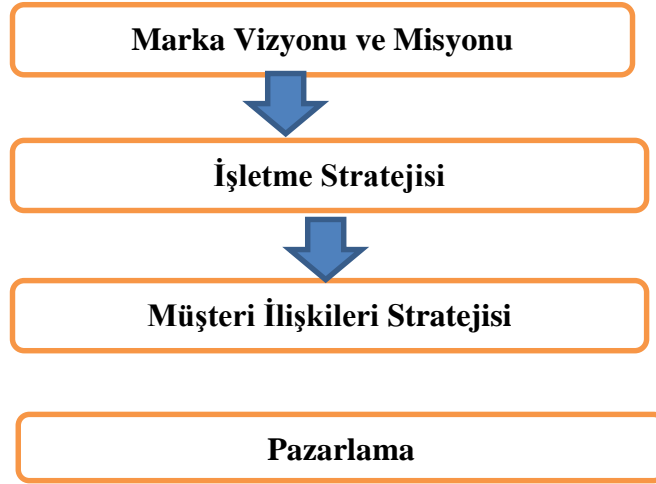 Marka Vizyonu ve Misyonu
İşletme Stratejisi
Müşteri İlişkileri Stratejisi
Pazarlama